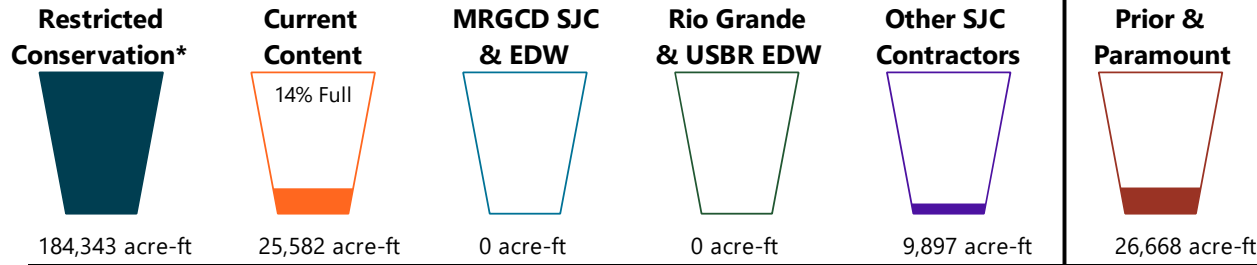 Restricted
Conservation*
184,343 acre-ft
Current
Content
14% Full
25,582 acre-ft
MRGCD SJC
& EDW
0 acre-ft
Rio Grande
& USBR EDW
0 acre-ft
Other SJC
Contractors
9,897 acre-ft
Prior &
Paramount
26,668 acre-ft